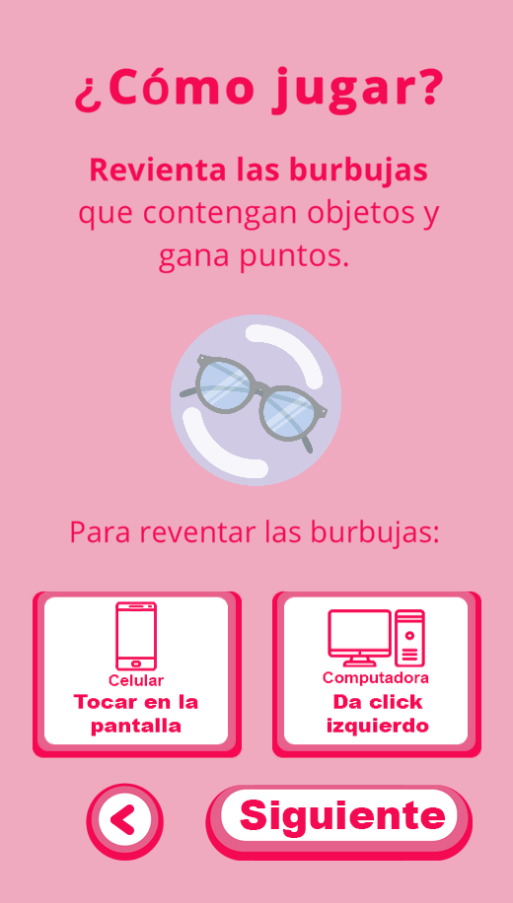 ¿Cómo jugar?
Revienta las burbujas
que contengan objetos y
gana puntos.
Para reventar las burbujas:
Celular
Tocar en la
pantalla
Computadora
Da click
izquierdo
Siguiente